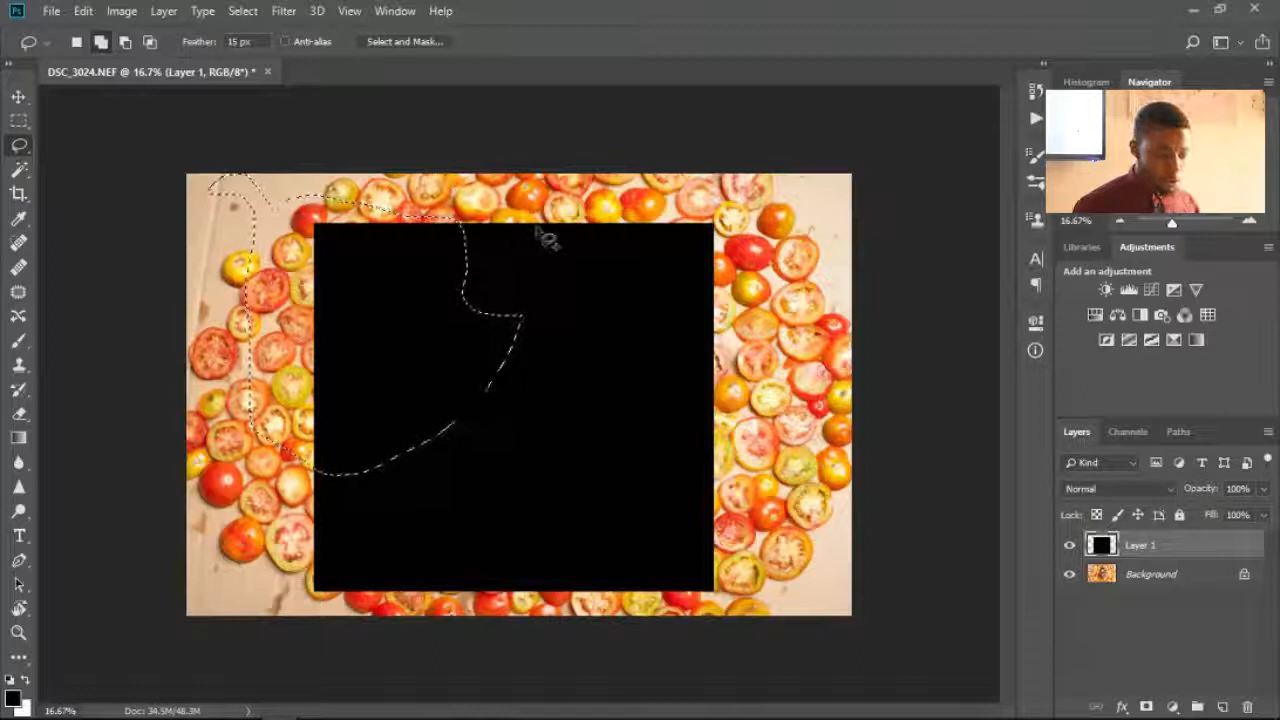 Ps File Edit Image Layer Type Select Filter 3D View Window Help
Feather: 15 px Anti-alias Select and Mask...
DSC_3024.NEF @ 16.7% (Layer 1, RGB/8*) * ×
Histogram Navigator
16.67%
Libraries Adjustments
Add an adjustment
Layers Channels Paths
Kind
Normal Opacity: 100%
Lock: Fill: 100%
Layer 1
Background
16.67% Doc: 34.5M/48.3M